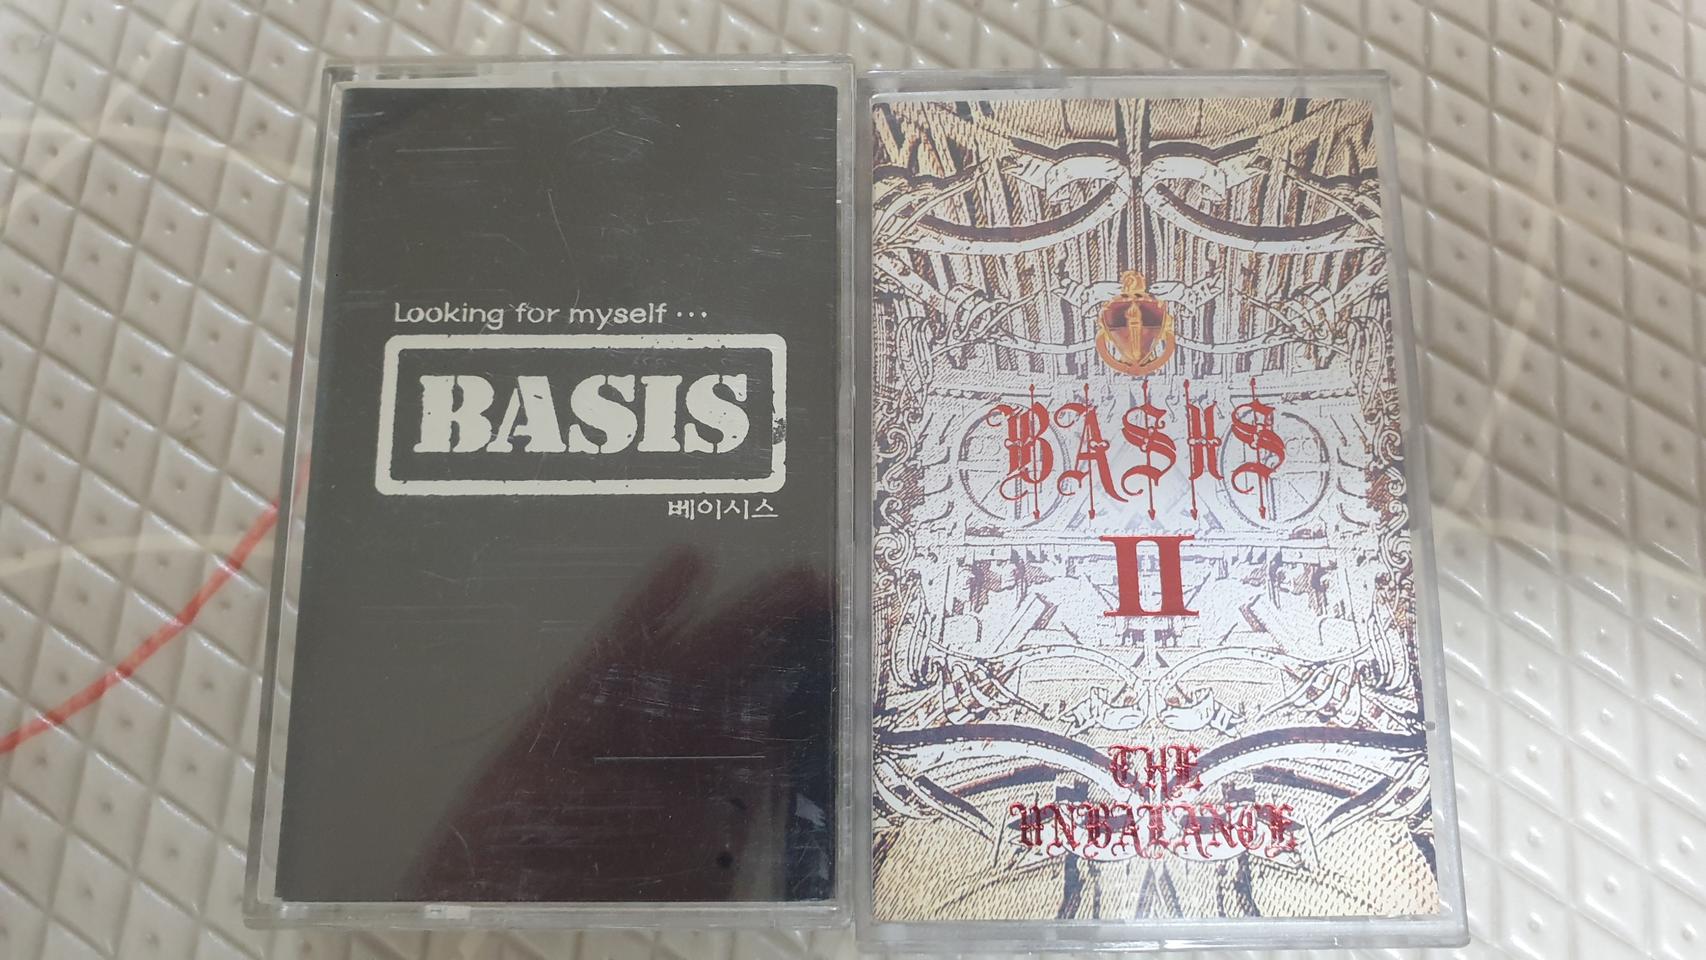 Looking for myself ...
BASIS
베이시스
BASIS
II
THE
UNBALANCE